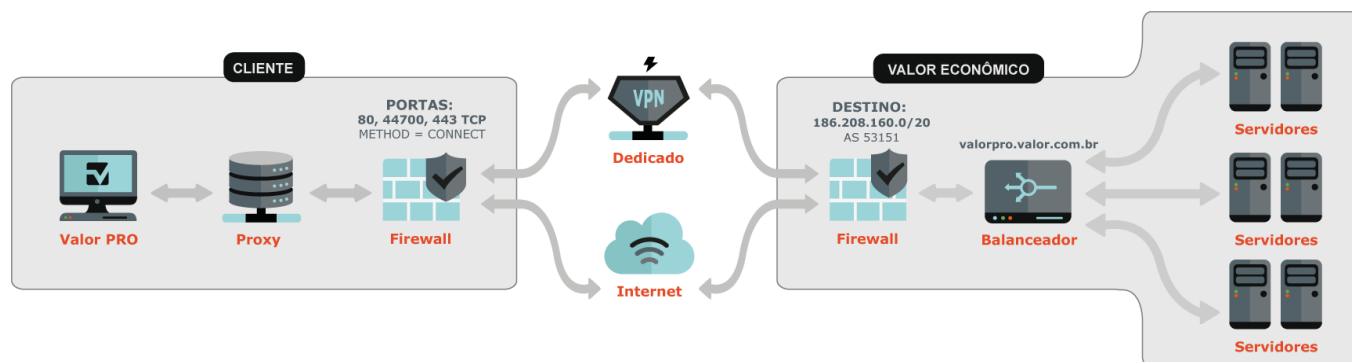 CLIENTE
PORTAS:
80, 44700, 443 TCP
METHOD = CONNECT
Valor PRO
Proxy
Firewall
VPN
Dedicado
Internet
VALOR ECONÔMICO
DESTINO:
186.208.160.0/20
AS 53151
Firewall
valorpro.valor.com.br
Balanceador
Servidores
Servidores
Servidores